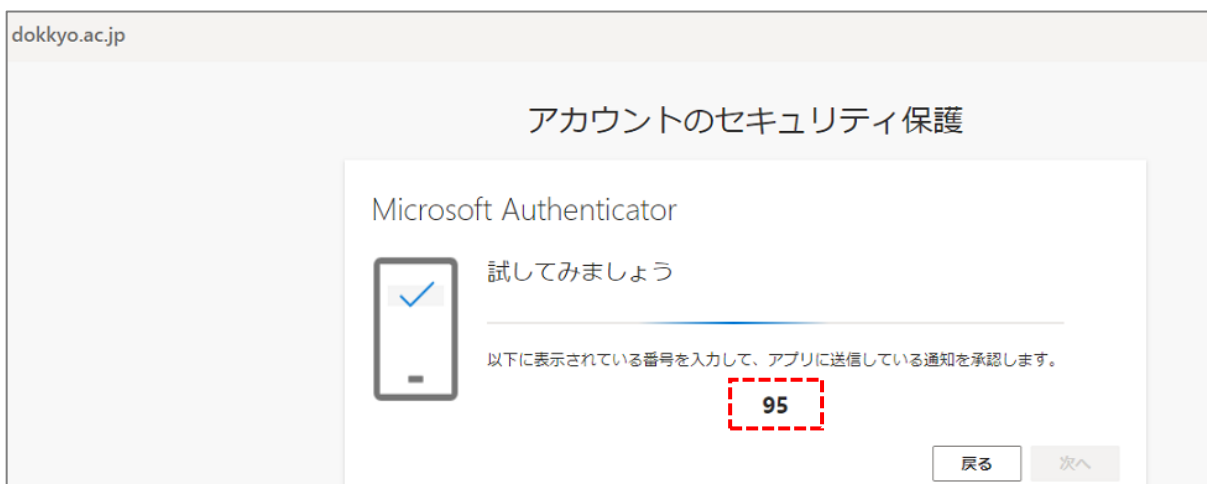 dokkyo.ac.jp
アカウントのセキュリティ保護
Microsoft Authenticator
試してみましょう
以下に表示されている番号を入力して、アプリに送信している通知を承認します。
95
戻る
次へ